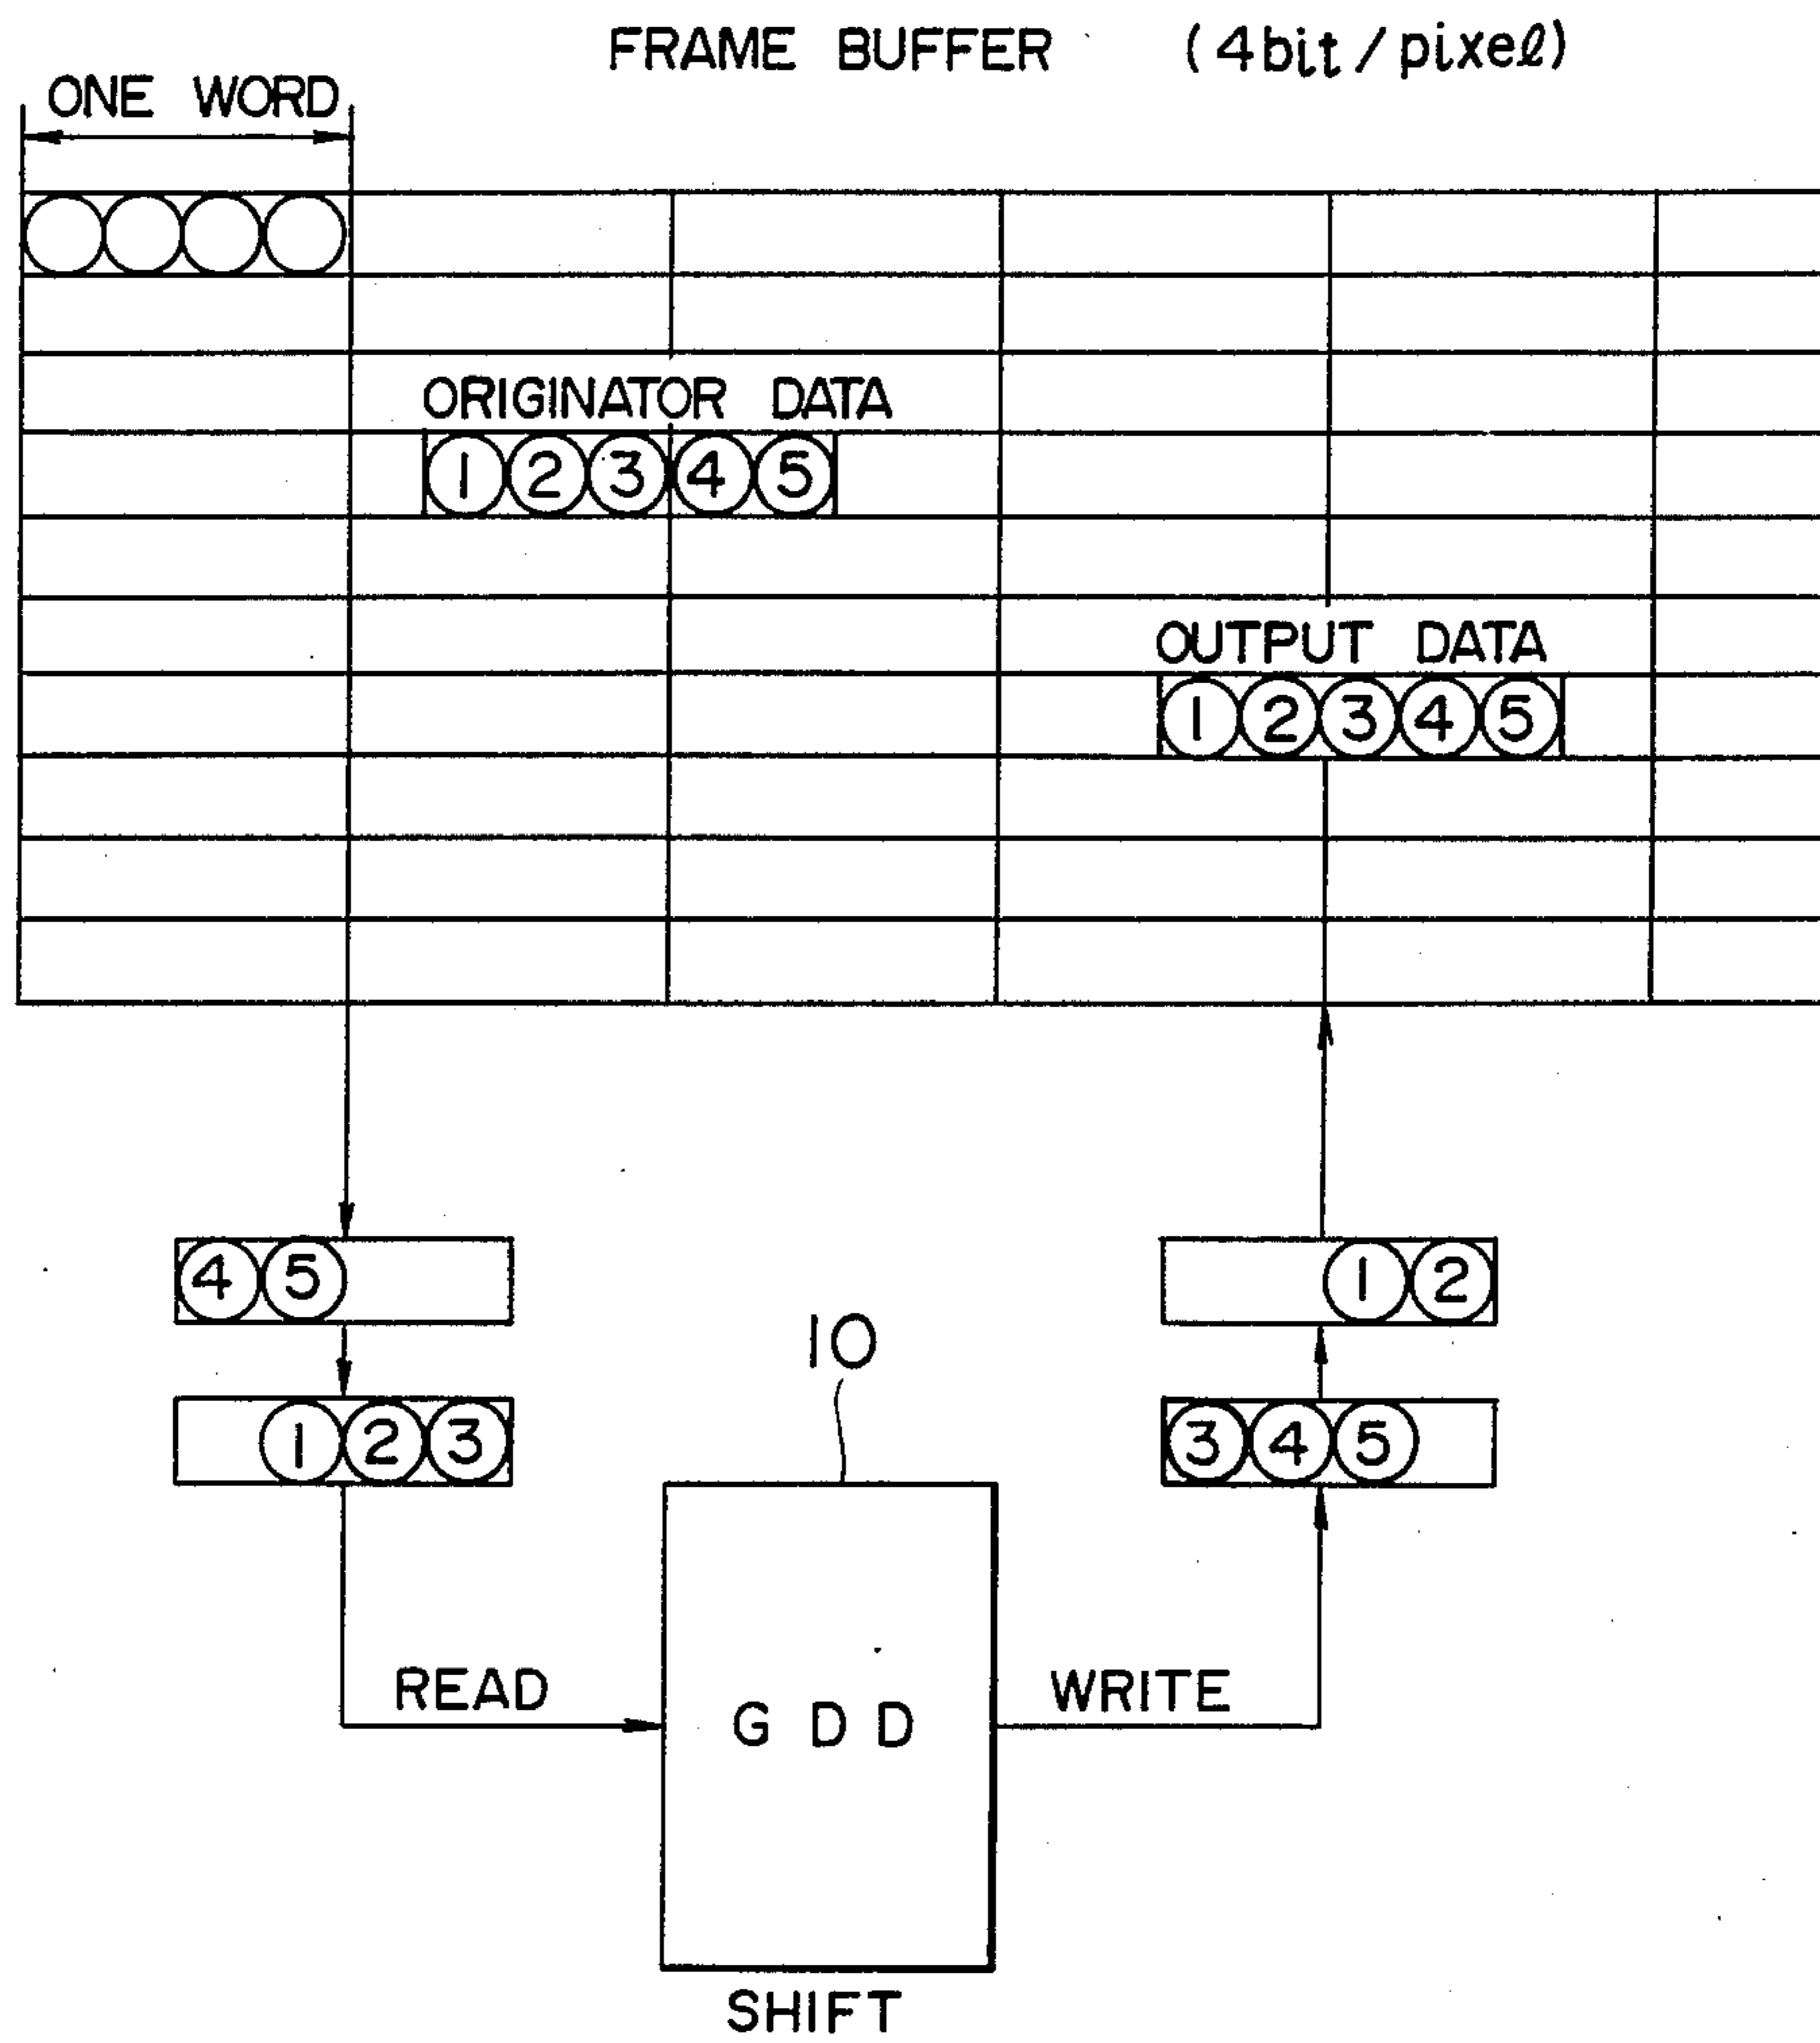 FRAME BUFFER (4bit/pixel)
ONE WORD
ORIGINATOR DATA
1 2 3 4 5
OUTPUT DATA
1 2 3 4 5
4 5
1 2
10
1 2 3
3 4 5
READ
WRITE
GDD
SHIFT